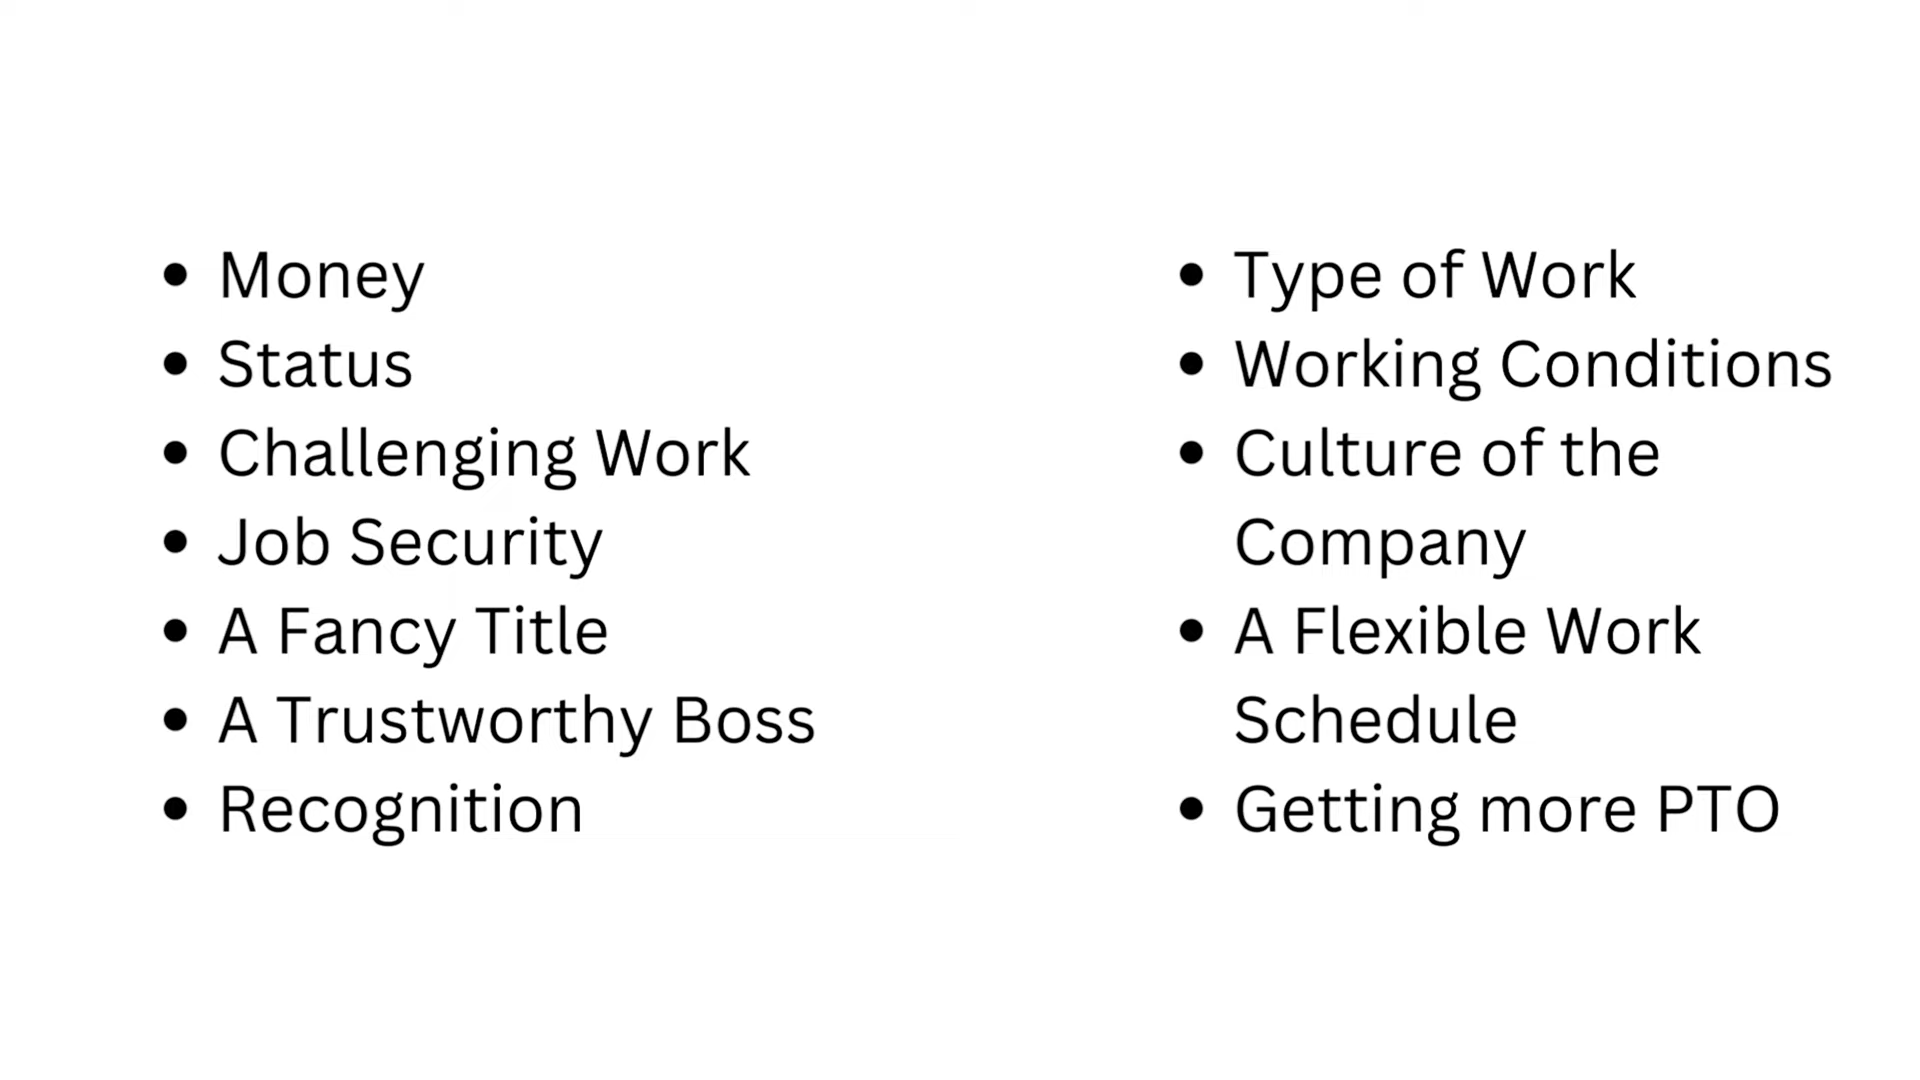 • Money
• Status
• Challenging Work
• Job Security
• A Fancy Title
• A Trustworthy Boss
• Recognition
• Type of Work
• Working Conditions
• Culture of the
Company
• A Flexible Work
Schedule
• Getting more PTO